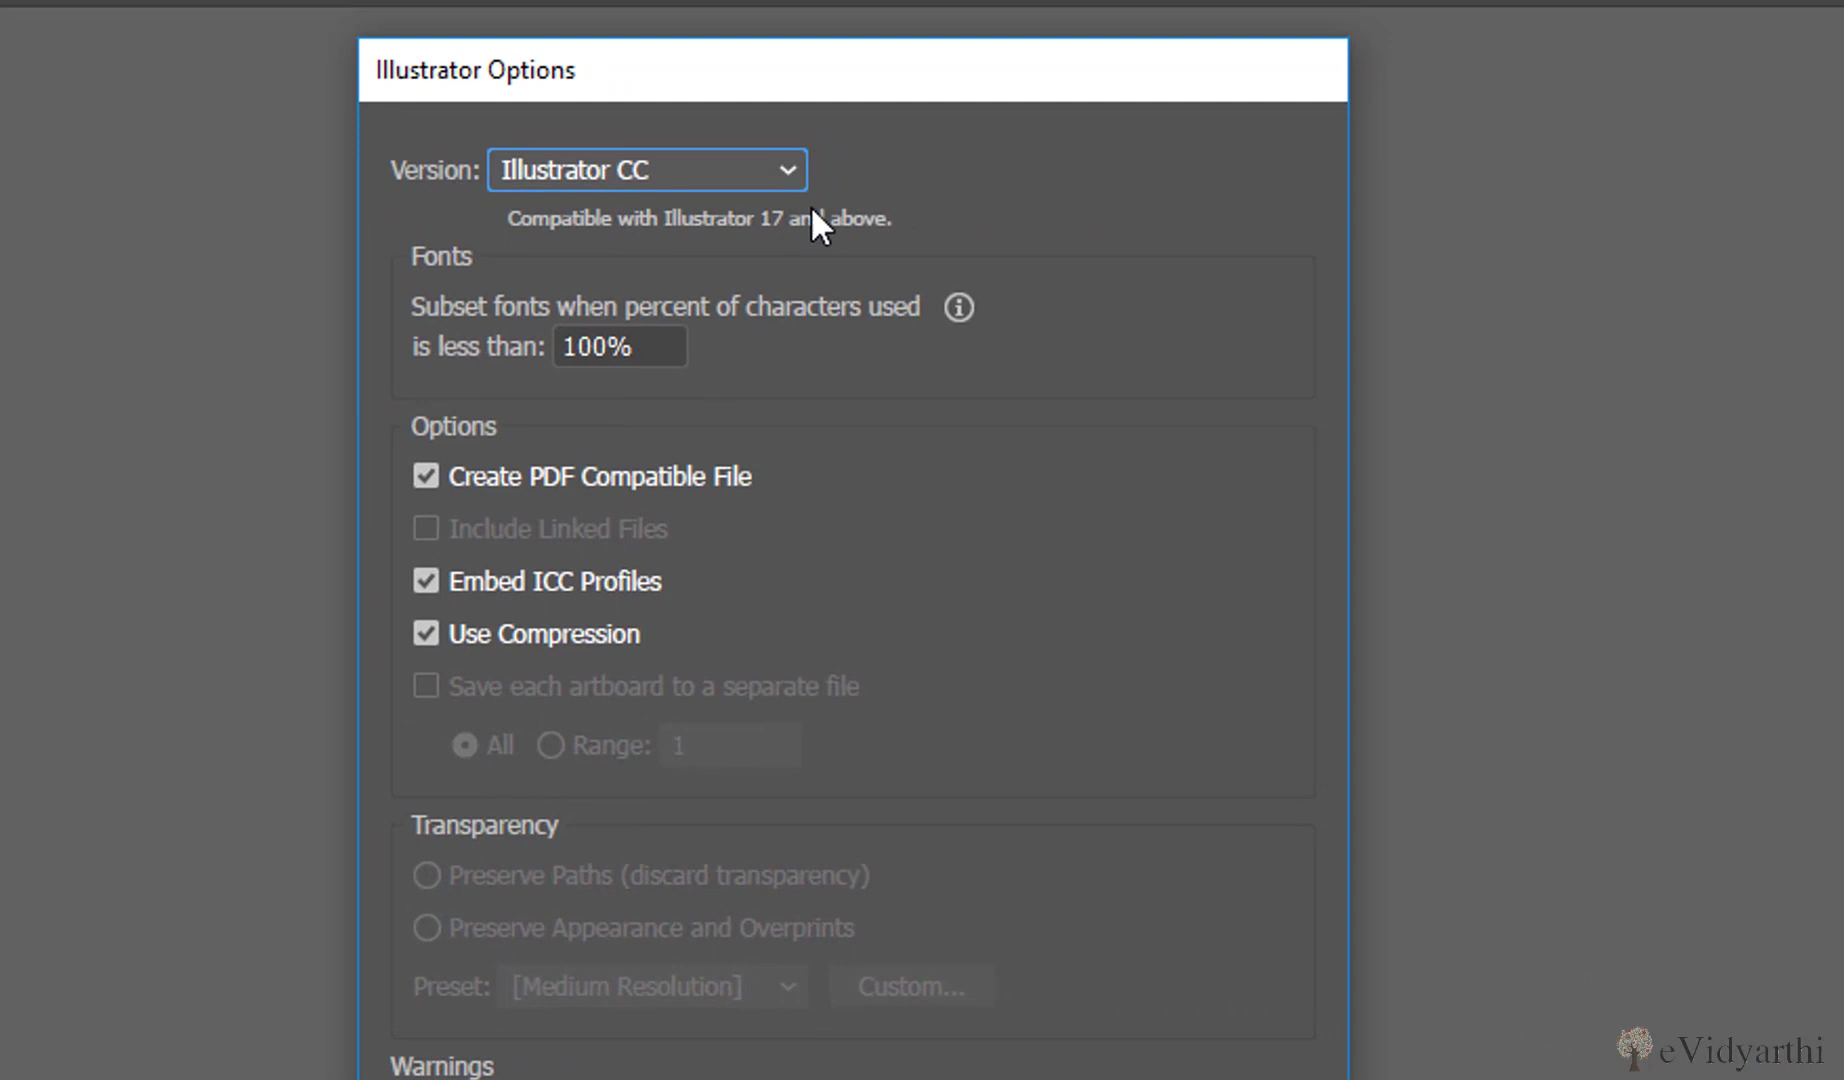 Illustrator Options
Version: Illustrator CC
Compatible with Illustrator 17 and above.
Fonts
Subset fonts when percent of characters used
is less than: 100%
Options
Create PDF Compatible File
Include Linked Files
Embed ICC Profiles
Use Compression
Save each artboard to a separate file
All Range: 1
Transparency
Preserve Paths (discard transparency)
Preserve Appearance and Overprints
Preset: [Medium Resolution] Custom...
Warnings
eVidyarthi